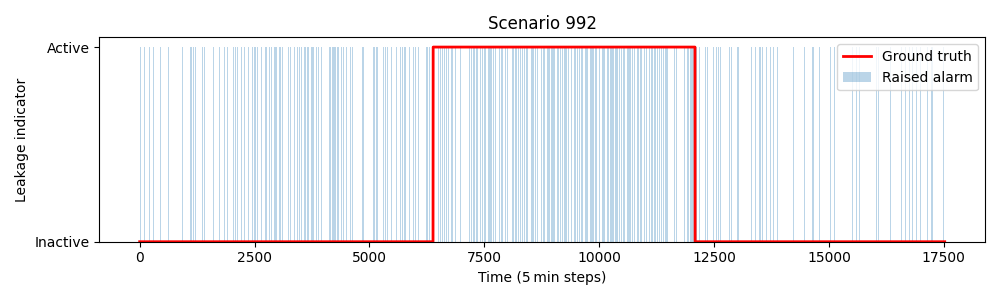 Scenario 992
Active
Inactive
Leakage indicator
Ground truth
Raised alarm
0 2500 5000 7500 10000 12500 15000 17500
Time (5 min steps)